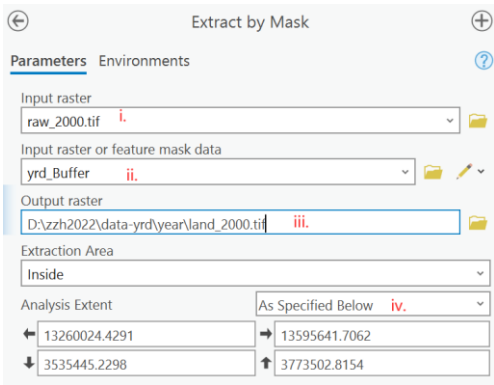 Extract by Mask
Parameters Environments
Input raster
raw_2000.tif i.
Input raster or feature mask data
yrd_Buffer ii.
Output raster
D:\zzh2022\data-yrd\year\land_2000.tif iii.
Extraction Area
Inside
Analysis Extent As Specified Below iv.
13260024.4291 13595641.7062
3535445.2298 3773502.8154